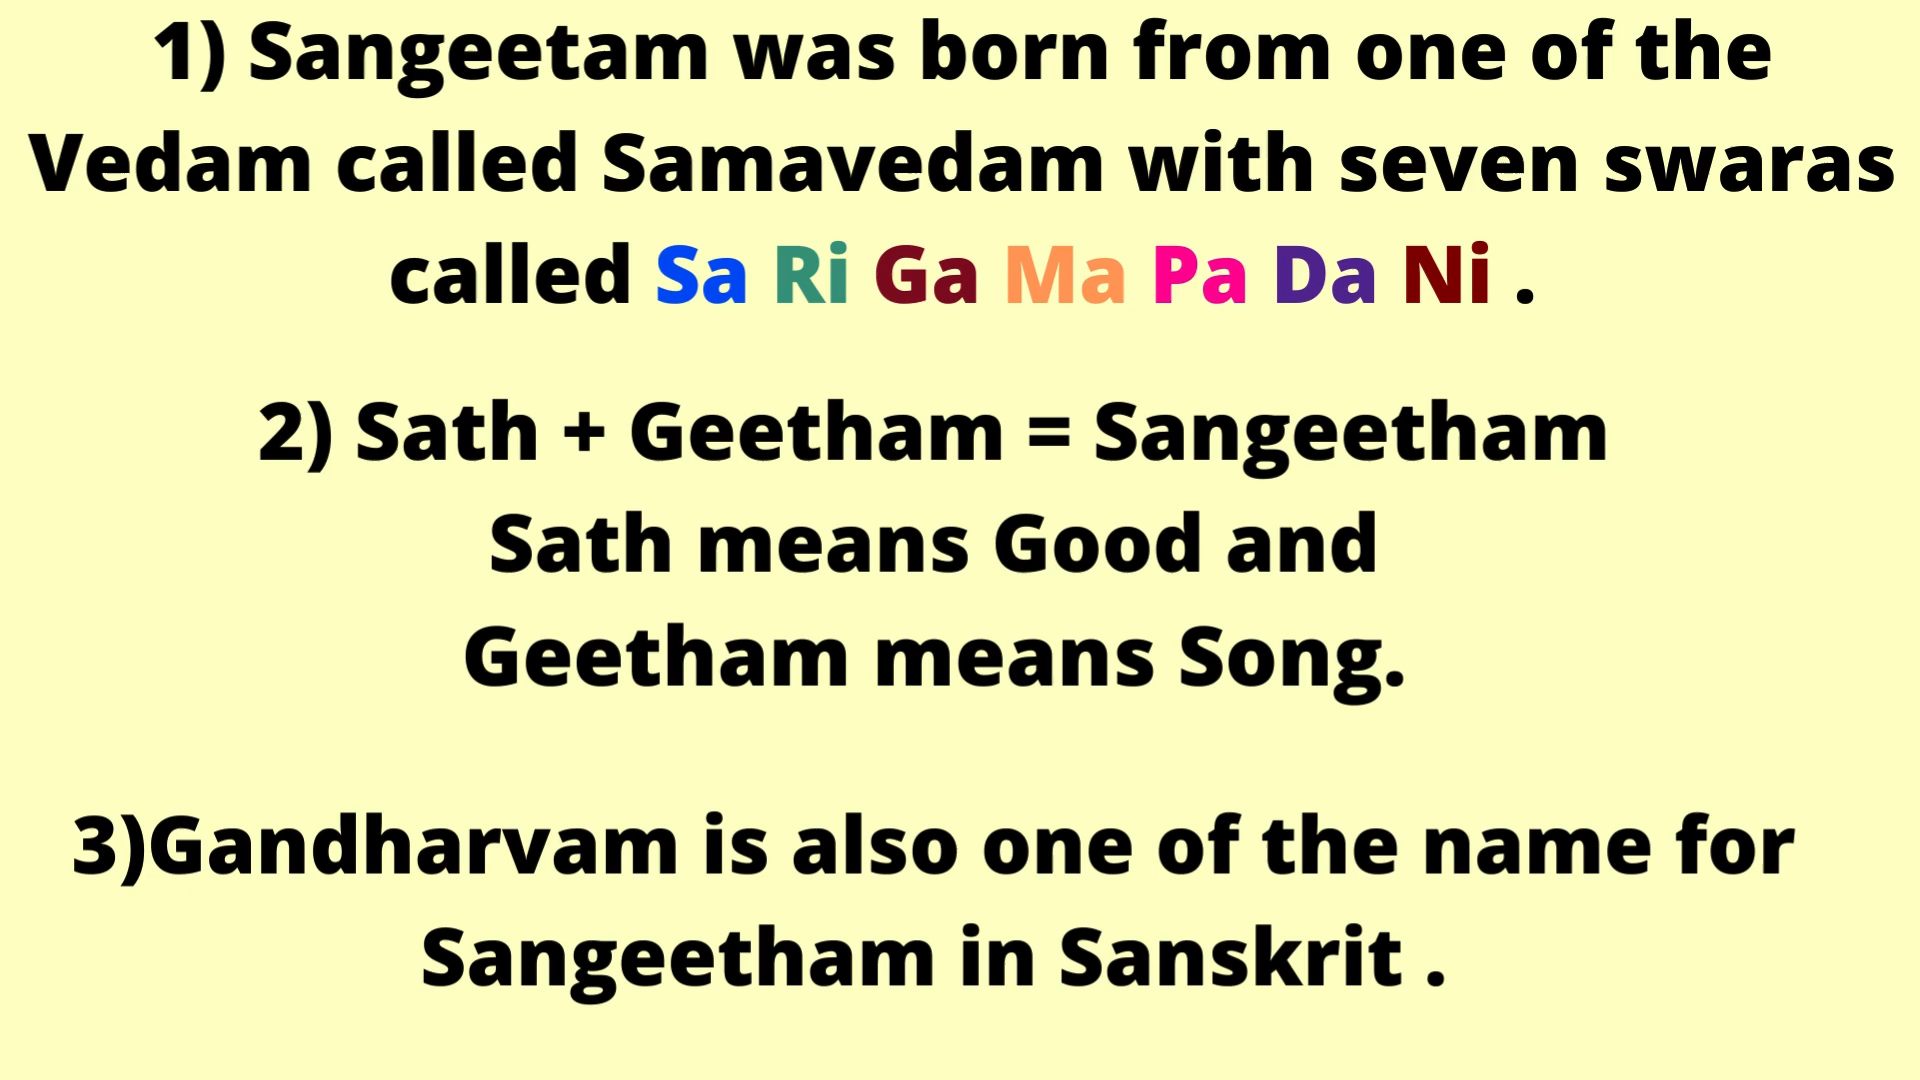 1) Sangeetam was born from one of the
Vedam called Samavedam with seven swaras
called Sa Ri Ga Ma Pa Da Ni .
2) Sath + Geetham = Sangeetham
Sath means Good and
Geetham means Song.
3)Gandharvam is also one of the name for
Sangeetham in Sanskrit .